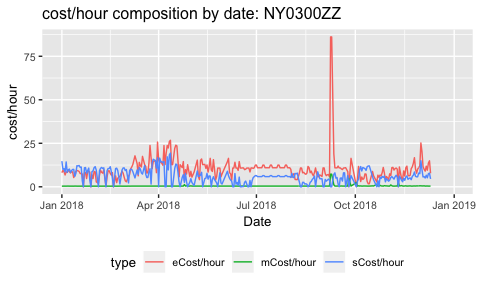 cost/hour composition by date: NY0300ZZ
cost/hour
75
50
25
0
Jan 2018 Apr 2018 Jul 2018 Oct 2018 Jan 2019
Date
type eCost/hour mCost/hour sCost/hour